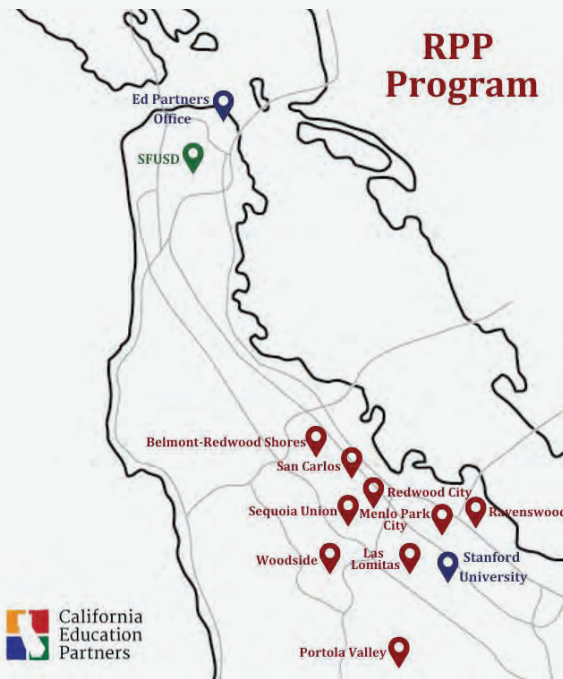 RPP
Program
Ed Partners
Office
SFUSD
Belmont-Redwood Shores
San Carlos
Redwood City
Sequoia Union
Menlo Park
City
Ravenswood
Woodside
Las
Lomitas
Stanford
University
Portola Valley
California
Education
Partners